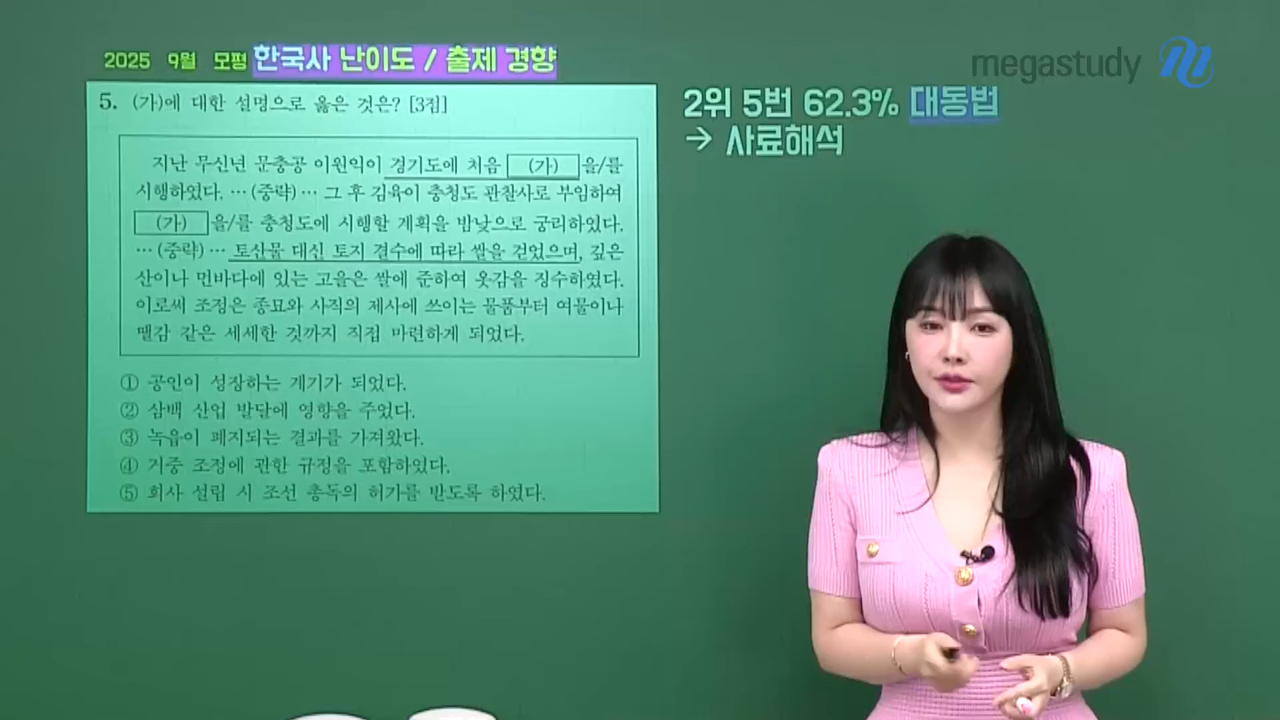 2025 9월 모평 한국사 난이도 / 출제 경향
megastudy
5. (가)에 대한 설명으로 옳은 것은? [3점]
지난 무신년 문충공 이원익이 경기도에 처음 (가) 을/를
시행하였다. … (중략) … 그 후 김육이 충청도 관찰사로 부임하여
(가) 을/를 충청도에 시행할 계획을 밤낮으로 궁리하였다.
… (중략) … 토산물 대신 토지 결수에 따라 쌀을 걷었으며, 깊은
산이나 먼바다에 있는 고을은 쌀에 준하여 옷감을 징수하였다.
이로써 조정은 종묘와 사직의 제사에 쓰이는 물품부터 여물이나
땔감 같은 세세한 것까지 직접 마련하게 되었다.
① 공인이 성장하는 계기가 되었다.
② 삼백 산업 발달에 영향을 주었다.
③ 녹읍이 폐지되는 결과를 가져왔다.
④ 거중 조정에 관한 규정을 포함하였다.
⑤ 회사 설립 시 조선 총독의 허가를 받도록 하였다.
2위 5번 62.3% 대동법
→ 사료해석